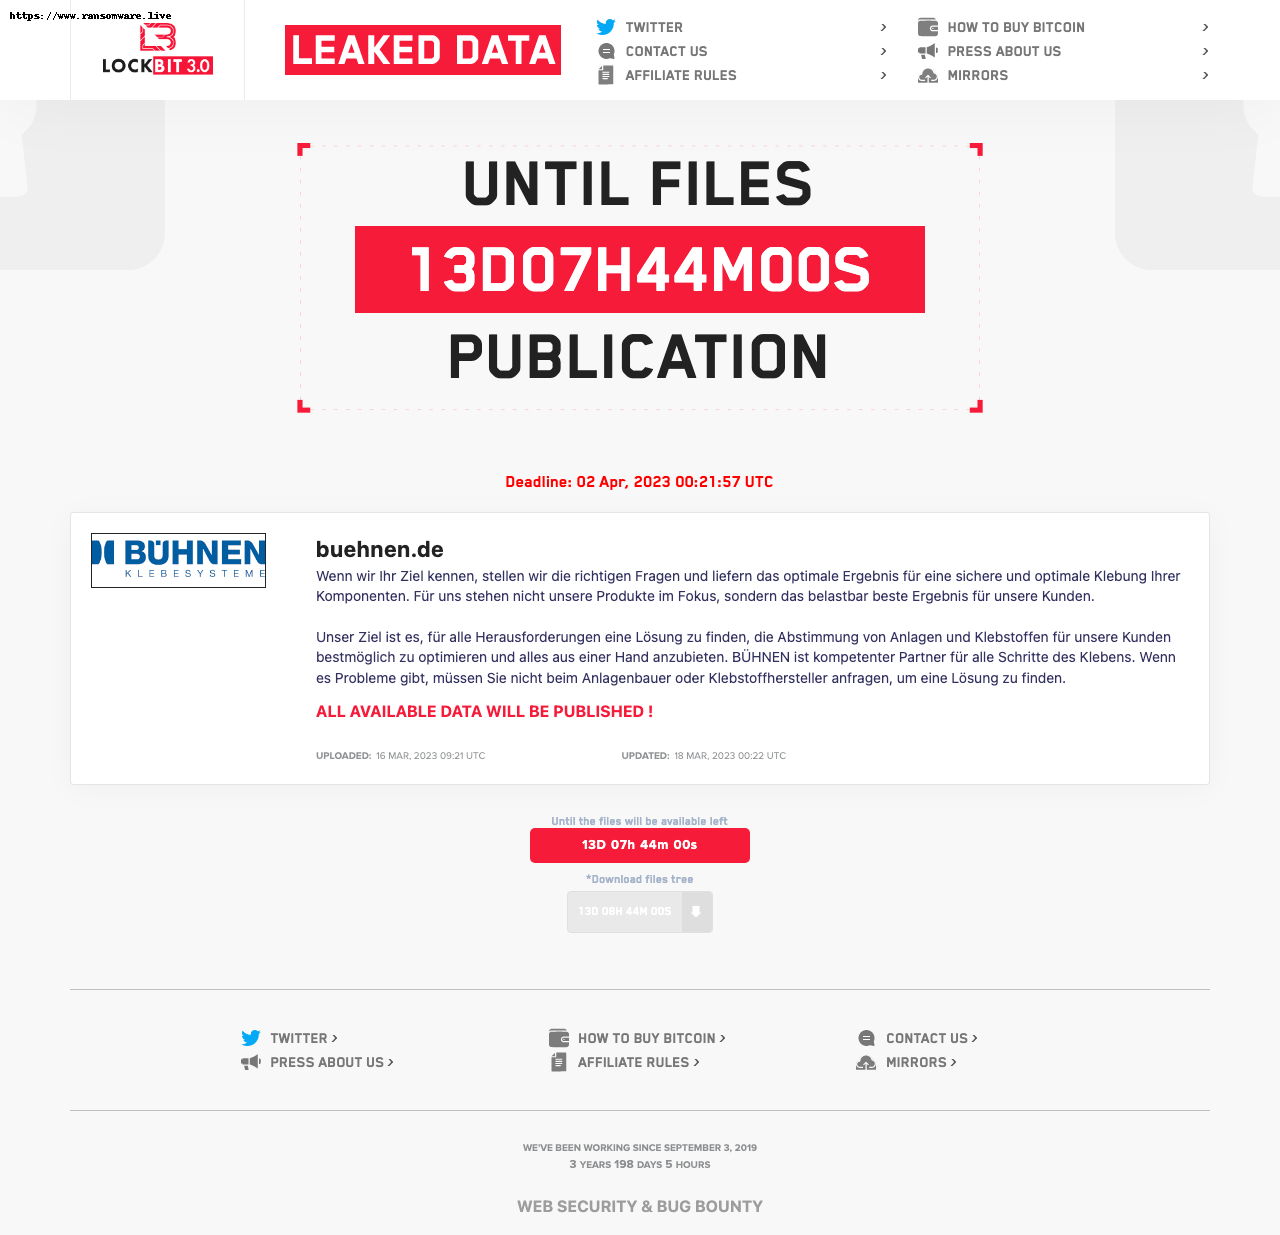 https://www.ransomware.live
LOCKBIT 3.0
LEAKED DATA
TWITTER
CONTACT US
AFFILIATE RULES
HOW TO BUY BITCOIN
PRESS ABOUT US
MIRRORS
UNTIL FILES
13D07H44M00S
PUBLICATION
Deadline: 02 Apr, 2023 00:21:57 UTC
BÜHNEN
KLEBESYSTEME
buehnen.de
Wenn wir Ihr Ziel kennen, stellen wir die richtigen Fragen und liefern das optimale Ergebnis für eine sichere und optimale Klebung Ihrer
Komponenten. Für uns stehen nicht unsere Produkte im Fokus, sondern das belastbar beste Ergebnis für unsere Kunden.
Unser Ziel ist es, für alle Herausforderungen eine Lösung zu finden, die Abstimmung von Anlagen und Klebstoffen für unsere Kunden
bestmöglich zu optimieren und alles aus einer Hand anzubieten. BÜHNEN ist kompetenter Partner für alle Schritte des Klebens. Wenn
es Probleme gibt, müssen Sie nicht beim Anlagenbauer oder Klebstoffhersteller anfragen, um eine Lösung zu finden.
ALL AVAILABLE DATA WILL BE PUBLISHED !
UPLOADED: 16 MAR, 2023 09:21 UTC
UPDATED: 18 MAR, 2023 00:22 UTC
Until the files will be available left
13D 07h 44m 00s
*Download files tree
13D 08H 44M 00S
TWITTER >
HOW TO BUY BITCOIN >
CONTACT US >
PRESS ABOUT US >
AFFILIATE RULES >
MIRRORS >
WE'VE BEEN WORKING SINCE SEPTEMBER 3, 2019
3 YEARS 198 DAYS 5 HOURS
WEB SECURITY & BUG BOUNTY